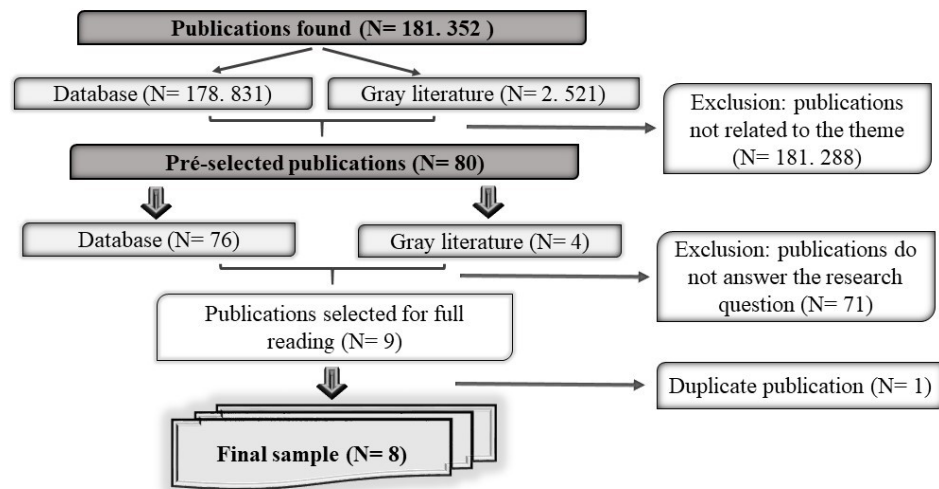 Publications found (N= 181. 352 )
Database (N= 178. 831)
Gray literature (N= 2. 521)
Exclusion: publications
not related to the theme
(N= 181. 288)
Pré-selected publications (N= 80)
Database (N= 76)
Gray literature (N= 4)
Exclusion: publications do
not answer the research
question (N= 71)
Publications selected for full
reading (N= 9)
Duplicate publication (N= 1)
Final sample (N= 8)